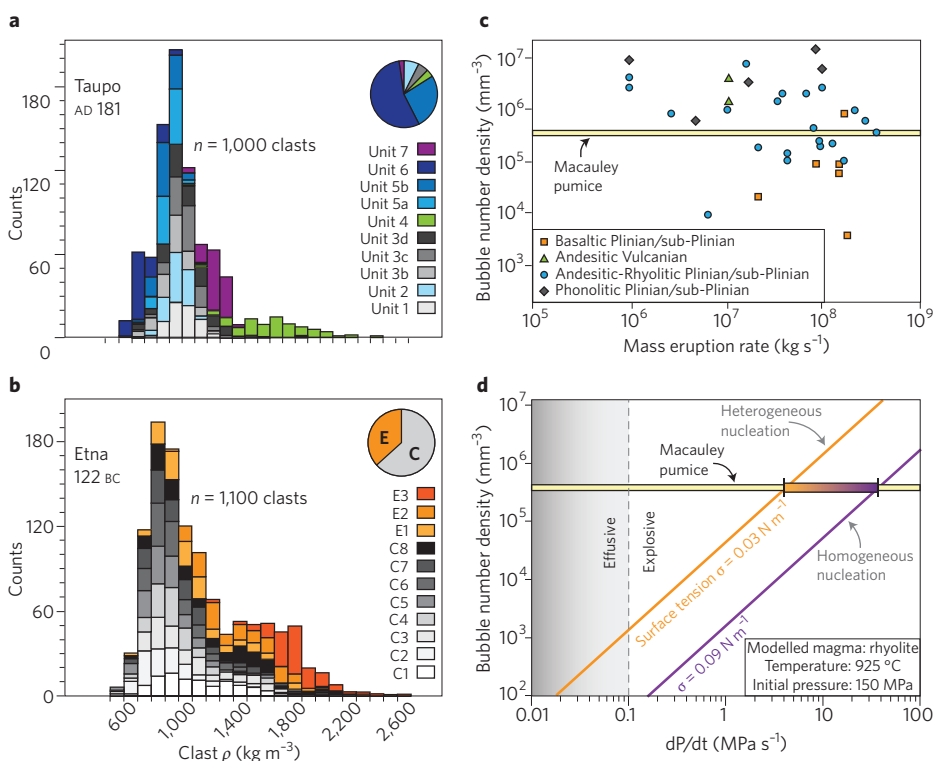 a
Taupo
AD 181
n = 1,000 clasts
180
120
60
0
Counts
Unit 7
Unit 6
Unit 5b
Unit 5a
Unit 4
Unit 3d
Unit 3c
Unit 3b
Unit 2
Unit 1
b
Etna
122 BC
n = 1,100 clasts
E
C
180
120
60
0
Counts
E3
E2
E1
C8
C7
C6
C5
C4
C3
C2
C1
600
1,000
1,400
1,800
2,200
2,600
Clast ρ (kg m⁻³)
c
Bubble number density (mm⁻³)
10⁷
10⁶
10⁵
10⁴
10³
Macauley
pumice
Basaltic Plinian/sub-Plinian
Andesitic Vulcanian
Andesitic-Rhyolitic Plinian/sub-Plinian
Phonolitic Plinian/sub-Plinian
10⁵
10⁶
10⁷
10⁸
10⁹
Mass eruption rate (kg s⁻¹)
d
Bubble number density (mm⁻³)
10⁷
10⁶
10⁵
10⁴
10³
10²
Heterogeneous
nucleation
Macauley
pumice
Effusive
Explosive
Surface tension σ = 0.03 N m⁻¹
σ = 0.09 N m⁻¹
Homogeneous
nucleation
Modelled magma: rhyolite
Temperature: 925 °C
Initial pressure: 150 MPa
0.01
0.1
1
10
100
dP/dt (MPa s⁻¹)